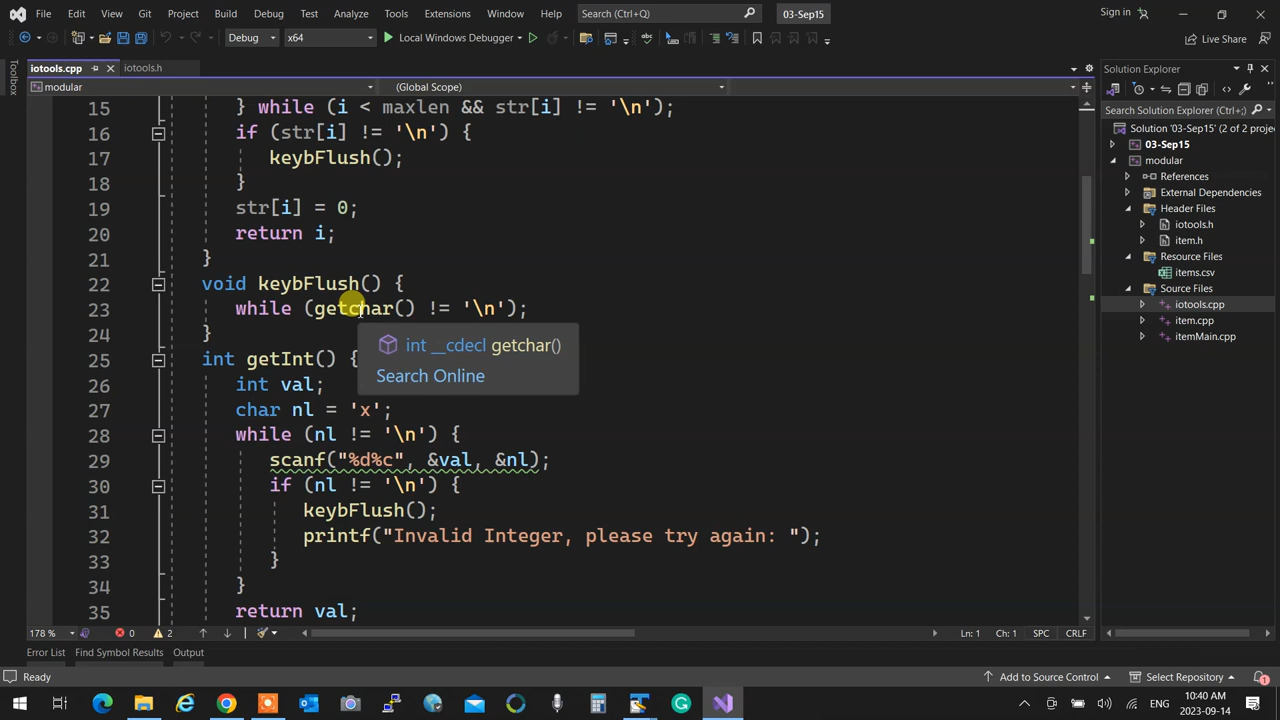 File Edit View Git Project Build Debug Test Analyze Tools Extensions Window Help Search (Ctrl+Q) 03-Sep15 Sign in
Debug x64 Local Windows Debugger Live Share
Toolbox
iotools.cpp iotools.h
modular (Global Scope)
15 } while (i < maxlen && str[i] != '\n');
16 if (str[i] != '\n') {
17 keybFlush();
18 }
19 str[i] = 0;
20 return i;
21 }
22 void keybFlush() {
23 while (getchar() != '\n');
24 }
int __cdecl getchar()
Search Online
25 int getInt() {
26 int val;
27 char nl = 'x';
28 while (nl != '\n') {
29 scanf("%d%c", &val, &nl);
30 if (nl != '\n') {
31 keybFlush();
32 printf("Invalid Integer, please try again: ");
33 }
34 }
35 return val;
178 % 0 2 Ln: 1 Ch: 1 SPC CRLF
Error List Find Symbol Results Output
Solution Explorer
Search Solution Explorer (Ctrl+;)
Solution '03-Sep15' (2 of 2 proj
03-Sep15
modular
References
External Dependencies
Header Files
iotools.h
item.h
Resource Files
items.csv
Source Files
iotools.cpp
item.cpp
itemMain.cpp
Ready Add to Source Control Select Repository 1
ENG 10:40 AM
2023-09-14